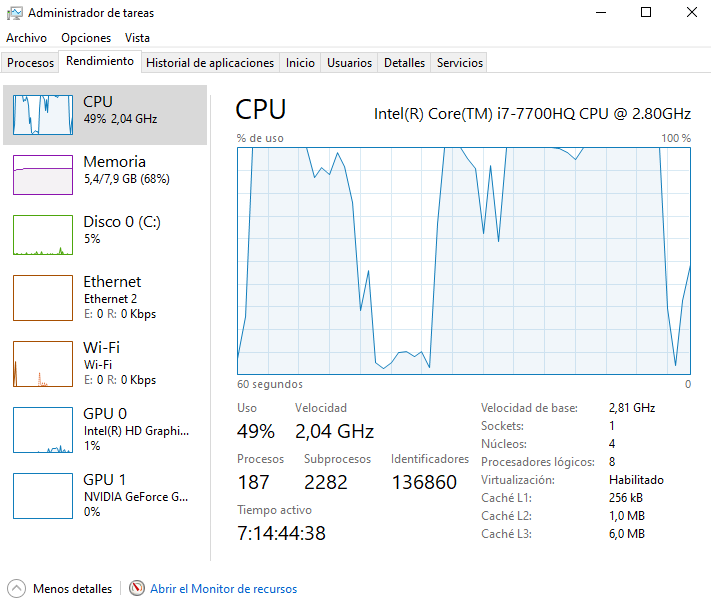 Administrador de tareas
Archivo Opciones Vista
Procesos Rendimiento Historial de aplicaciones Inicio Usuarios Detalles Servicios
CPU
49% 2,04 GHz
Memoria
5,4/7,9 GB (68%)
Disco 0 (C:)
5%
Ethernet
Ethernet 2
E: 0 R: 0 Kbps
Wi-Fi
Wi-Fi
E: 0 R: 0 Kbps
GPU 0
Intel(R) HD Graphi...
1%
GPU 1
NVIDIA GeForce G...
0%
CPU Intel(R) Core(TM) i7-7700HQ CPU @ 2.80GHz
% de uso 100 %
60 segundos 0
Uso Velocidad
49% 2,04 GHz
Procesos Subprocesos Identificadores
187 2282 136860
Tiempo activo
7:14:44:38
Velocidad de base: 2,81 GHz
Sockets: 1
Núcleos: 4
Procesadores lógicos: 8
Virtualización: Habilitado
Caché L1: 256 kB
Caché L2: 1,0 MB
Caché L3: 6,0 MB
Menos detalles Abrir el Monitor de recursos